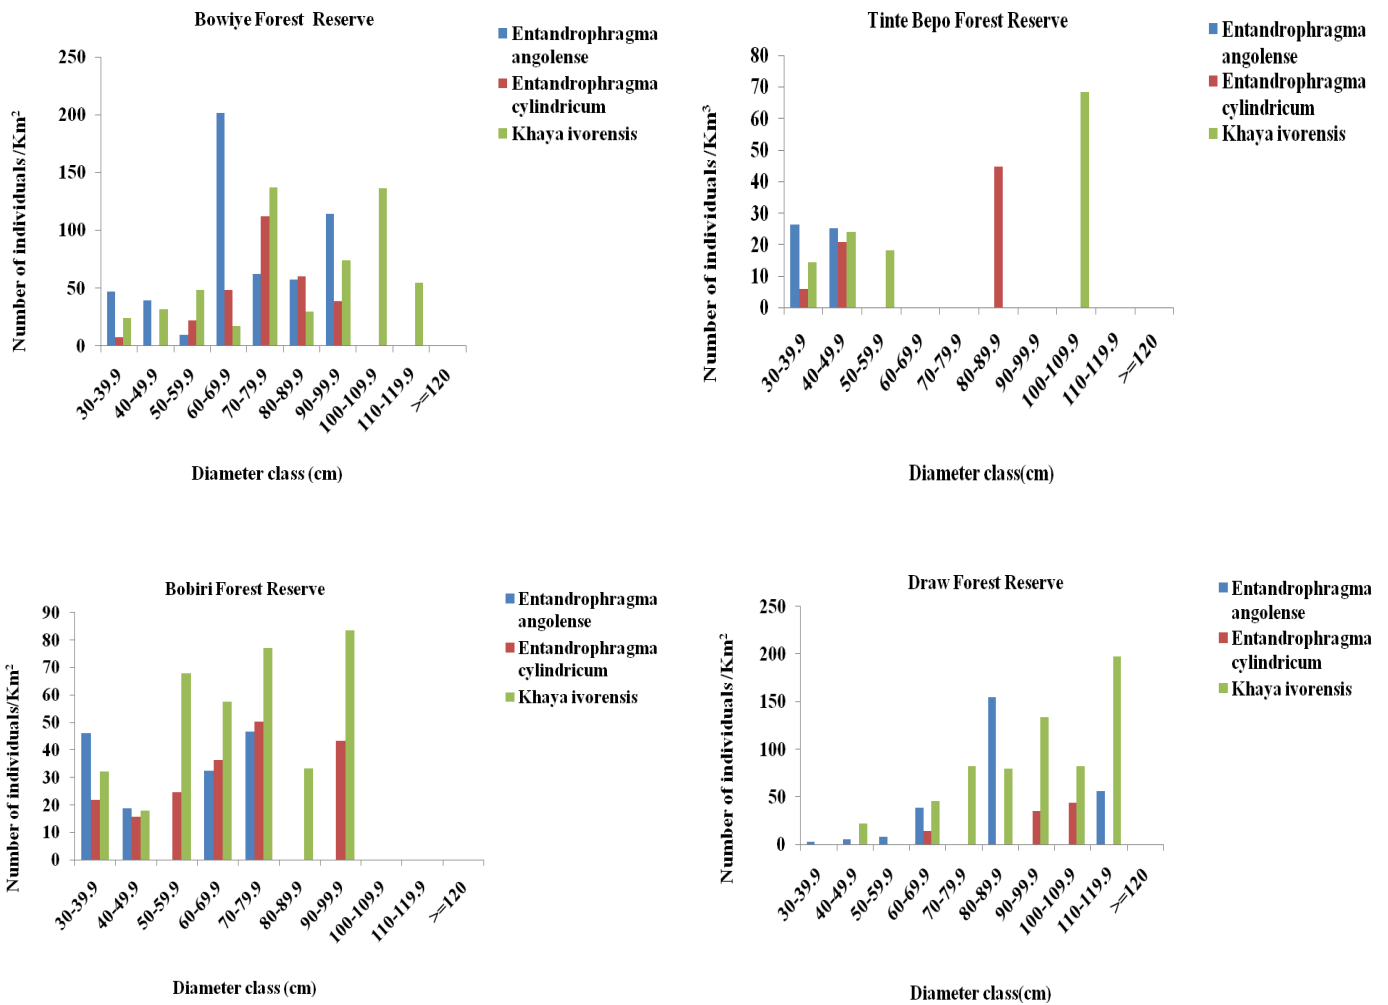 Bowiye Forest Reserve
Number of individuals/Km²
250
200
150
100
50
0
30-39.9
40-49.9
50-59.9
60-69.9
70-79.9
80-89.9
90-99.9
100-109.9
110-119.9
>=120
Diameter class (cm)
Entandrophragma
angolense
Entandrophragma
cylindricum
Khaya ivorensis
Tinte Bepo Forest Reserve
Number of individuals/Km³
80
70
60
50
40
30
20
10
0
30-39.9
40-49.9
50-59.9
60-69.9
70-79.9
80-89.9
90-99.9
100-109.9
110-119.9
>=120
Diameter class(cm)
Entandrophragma
angolense
Entandrophragma
cylindricum
Khaya ivorensis
Bobiri Forest Reserve
Number of individuals/Km²
90
80
70
60
50
40
30
20
10
0
30-39.9
40-49.9
50-59.9
60-69.9
70-79.9
80-89.9
90-99.9
100-109.9
110-119.9
>=120
Diameter class (cm)
Entandrophragma
angolense
Entandrophragma
cylindricum
Khaya ivorensis
Draw Forest Reserve
Number of individuals/Km²
250
200
150
100
50
0
30-39.9
40-49.9
50-59.9
60-69.9
70-79.9
80-89.9
90-99.9
100-109.9
110-119.9
>=120
Diameter class(cm)
Entandrophragma
angolense
Entandrophragma
cylindricum
Khaya ivorensis